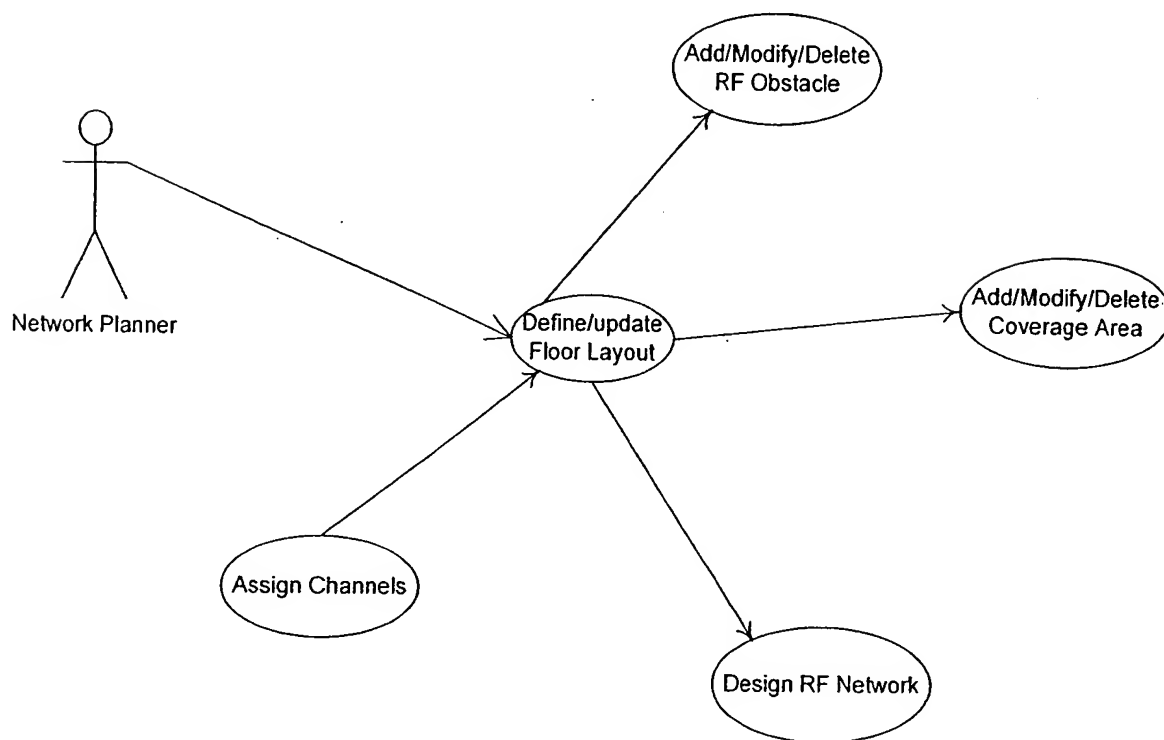 Add/Modify/Delete
RF Obstacle
Network Planner
Define/update
Floor Layout
Add/Modify/Delete
Coverage Area
Assign Channels
Design RF Network